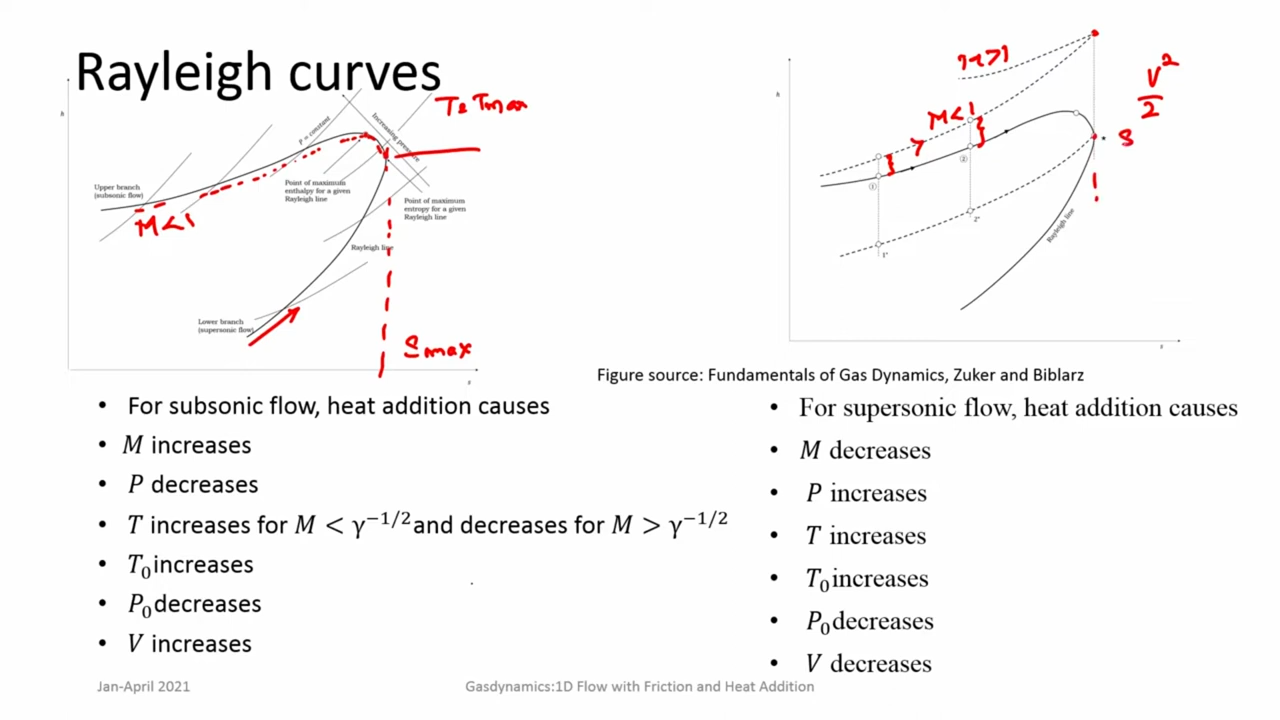 Rayleigh curves
T & Tmax
h
P = constant
Increasing pressure
Upper branch
(subsonic flow)
M < 1
Point of maximum
enthalpy for a given
Rayleigh line
Point of maximum
entropy for a given
Rayleigh line
Rayleigh line
Lower branch
(supersonic flow)
Smax
s
M>1
V²/2
h
M<1
s
①
②
1*
2*
Rayleigh line
s
Figure source: Fundamentals of Gas Dynamics, Zuker and Biblarz
• For subsonic flow, heat addition causes
• M increases
• P decreases
• T increases for M < γ^−1/2 and decreases for M > γ^−1/2
• T₀ increases
• P₀ decreases
• V increases
• For supersonic flow, heat addition causes
• M decreases
• P increases
• T increases
• T₀ increases
• P₀ decreases
• V decreases
Jan-April 2021
Gasdynamics:1D Flow with Friction and Heat Addition